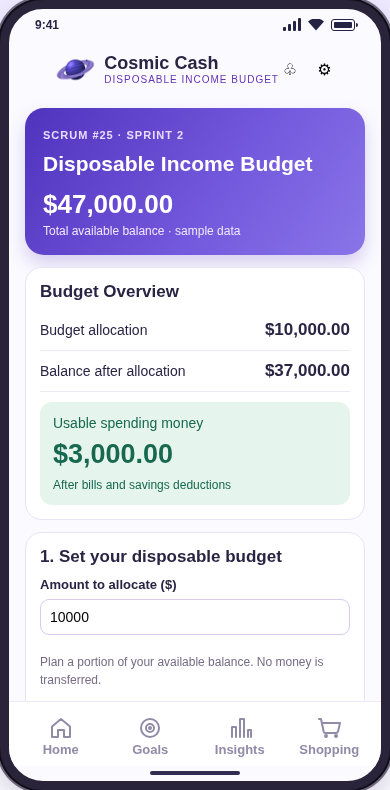 9:41
Cosmic Cash
DISPOSABLE INCOME BUDGET
SCRUM #25 · SPRINT 2
Disposable Income Budget
$47,000.00
Total available balance · sample data
Budget Overview
Budget allocation $10,000.00
Balance after allocation $37,000.00
Usable spending money
$3,000.00
After bills and savings deductions
1. Set your disposable budget
Amount to allocate ($)
10000
Plan a portion of your available balance. No money is
transferred.
Home Goals Insights Shopping